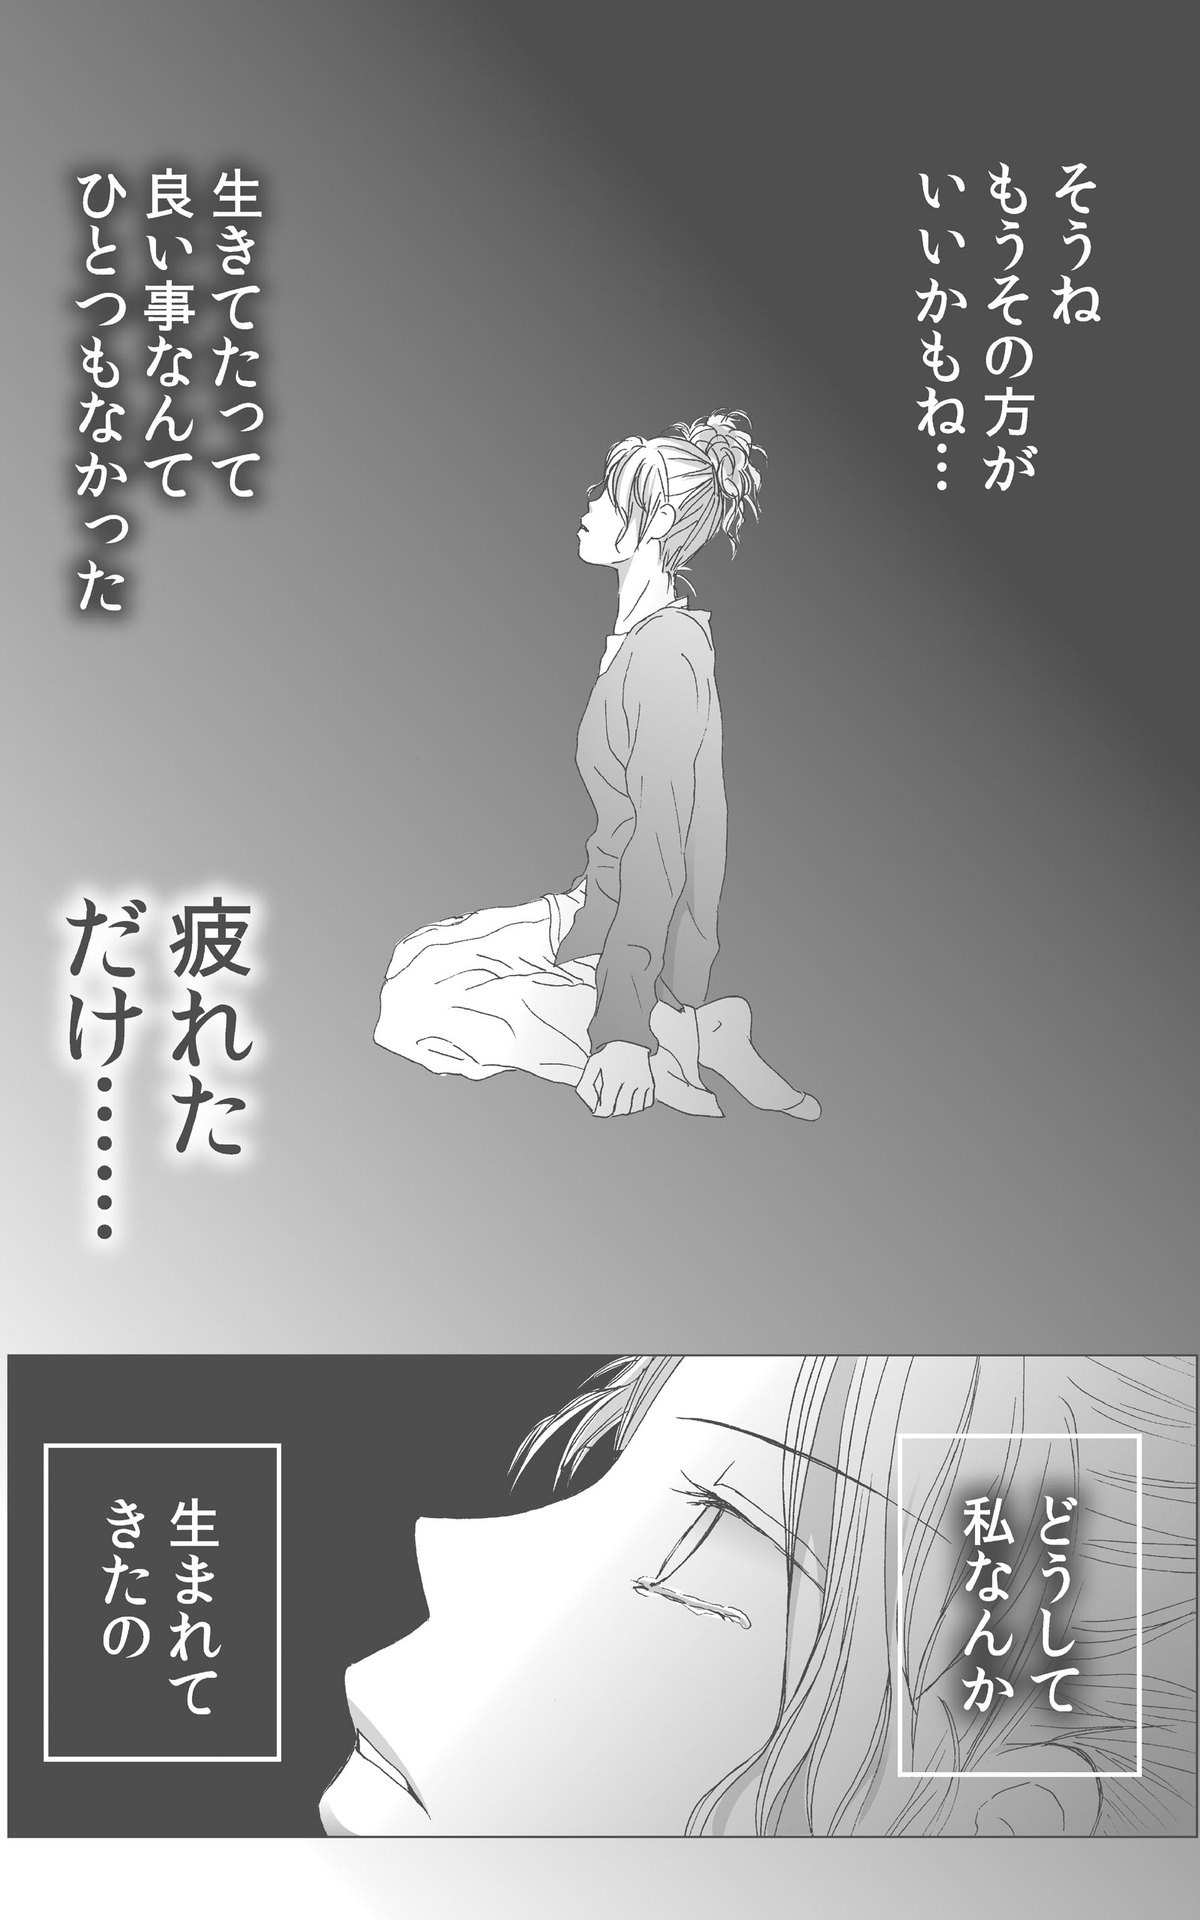 そうね
もうその方が
いいかもね…
生きてたって
良い事なんて
ひとつもなかった
疲れた
だけ……
どうして
私なんか
生まれて
きたの